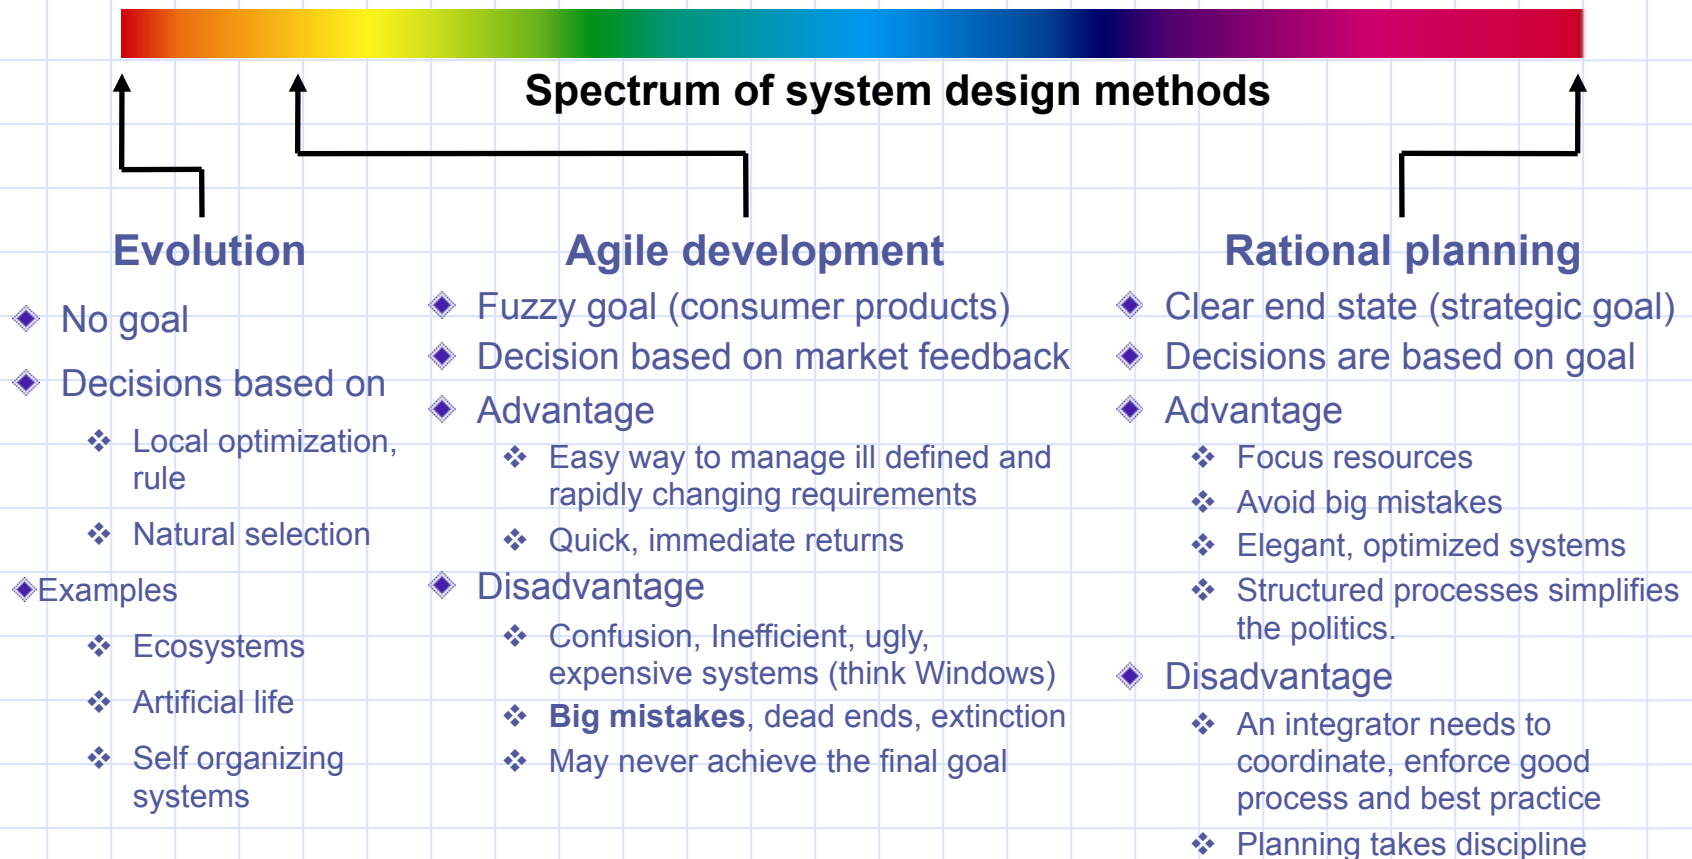 Spectrum of system design methods
Evolution
No goal
Decisions based on
Local optimization,
rule
Natural selection
Examples
Ecosystems
Artificial life
Self organizing
systems
Agile development
Fuzzy goal (consumer products)
Decision based on market feedback
Advantage
Easy way to manage ill defined and
rapidly changing requirements
Quick, immediate returns
Disadvantage
Confusion, Inefficient, ugly,
expensive systems (think Windows)
Big mistakes, dead ends, extinction
May never achieve the final goal
Rational planning
Clear end state (strategic goal)
Decisions are based on goal
Advantage
Focus resources
Avoid big mistakes
Elegant, optimized systems
Structured processes simplifies
the politics.
Disadvantage
An integrator needs to
coordinate, enforce good
process and best practice
Planning takes discipline